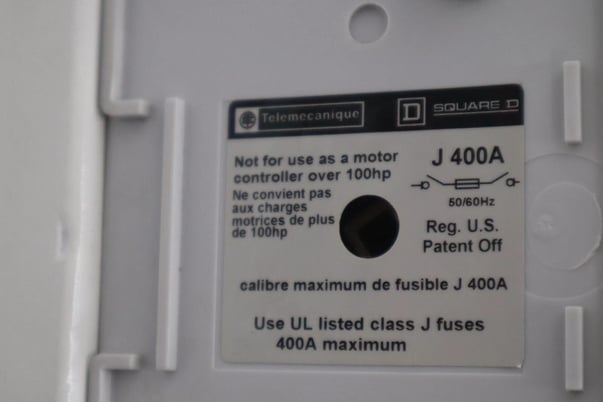 Telemecanique D SQUARE D
Not for use as a motor
controller over 100hp
Ne convient pas
aux charges
motrices de plus
de 100hp
J 400A
50/60Hz
Reg. U.S.
Patent Off
calibre maximum de fusible J 400A
Use UL listed class J fuses
400A maximum